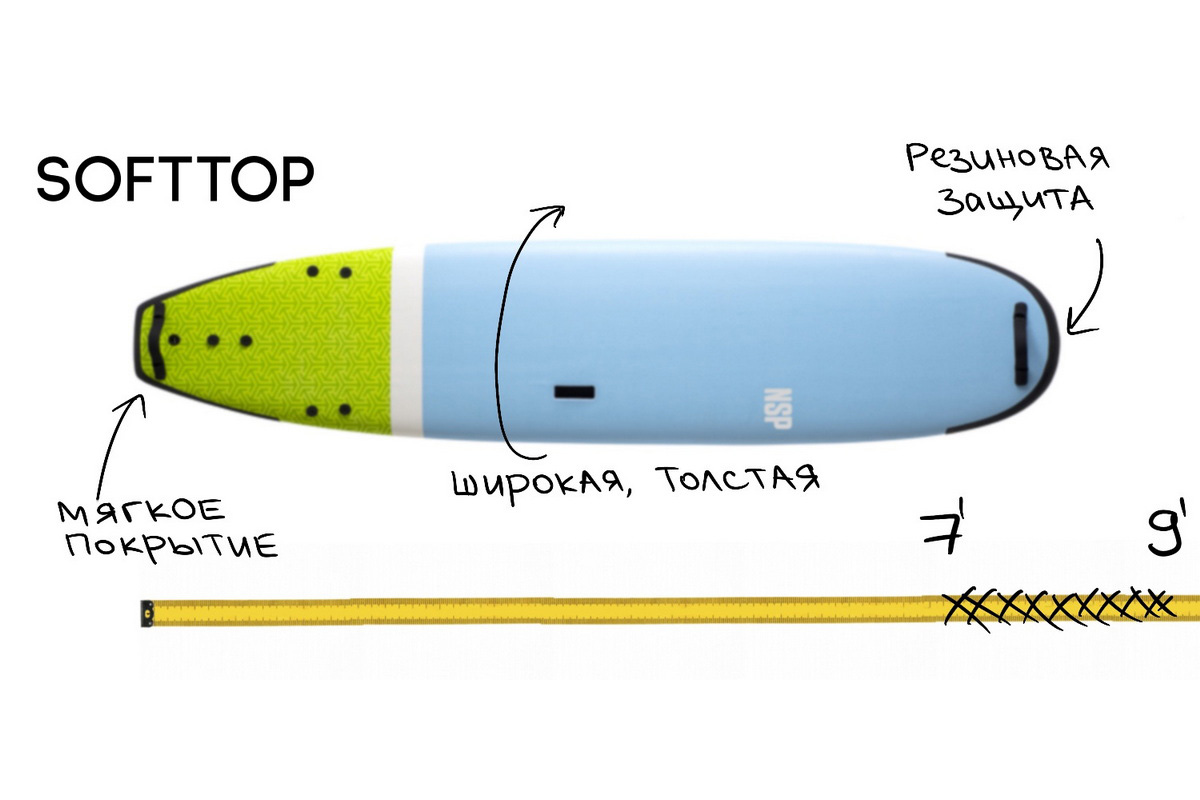 SOFTTOP
Резиновая
защита
NSP
широкая, толстая
мягкое
покрытие
7' 9'